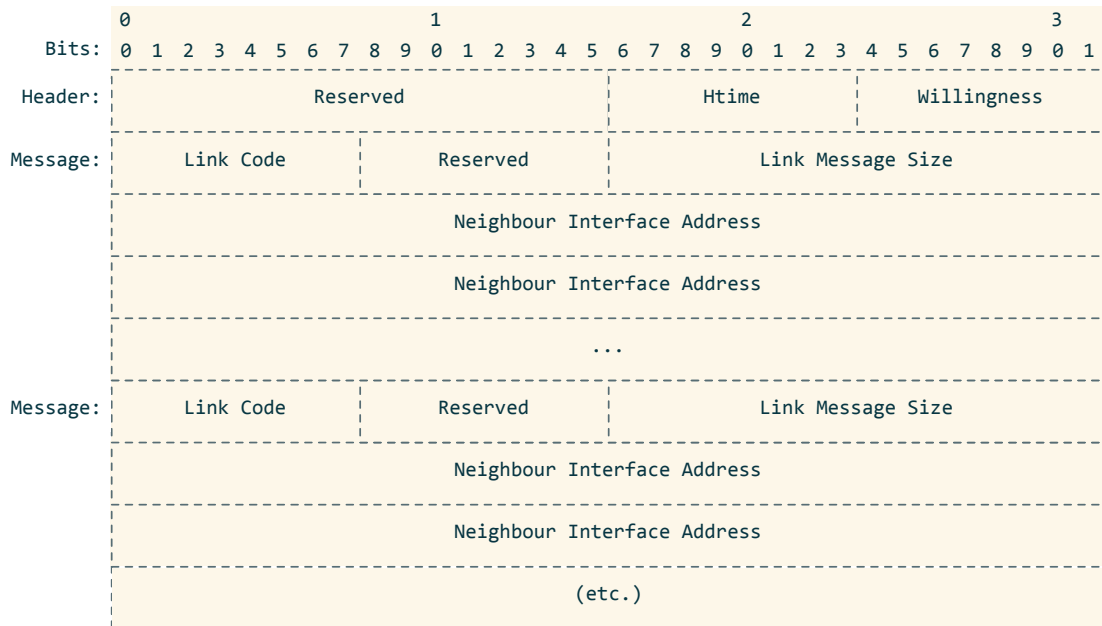 0 1 2 3
Bits: 0 1 2 3 4 5 6 7 8 9 0 1 2 3 4 5 6 7 8 9 0 1 2 3 4 5 6 7 8 9 0 1
Header: Reserved Htime Willingness
Message: Link Code Reserved Link Message Size
Neighbour Interface Address
Neighbour Interface Address
...
Message: Link Code Reserved Link Message Size
Neighbour Interface Address
Neighbour Interface Address
(etc.)